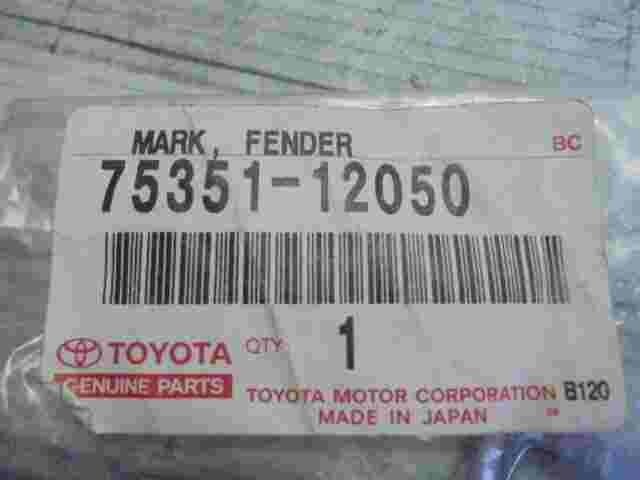 MARK, FENDER BC
75351-12050
TOYOTA QTY 1
GENUINE PARTS
TOYOTA MOTOR CORPORATION B120
MADE IN JAPAN